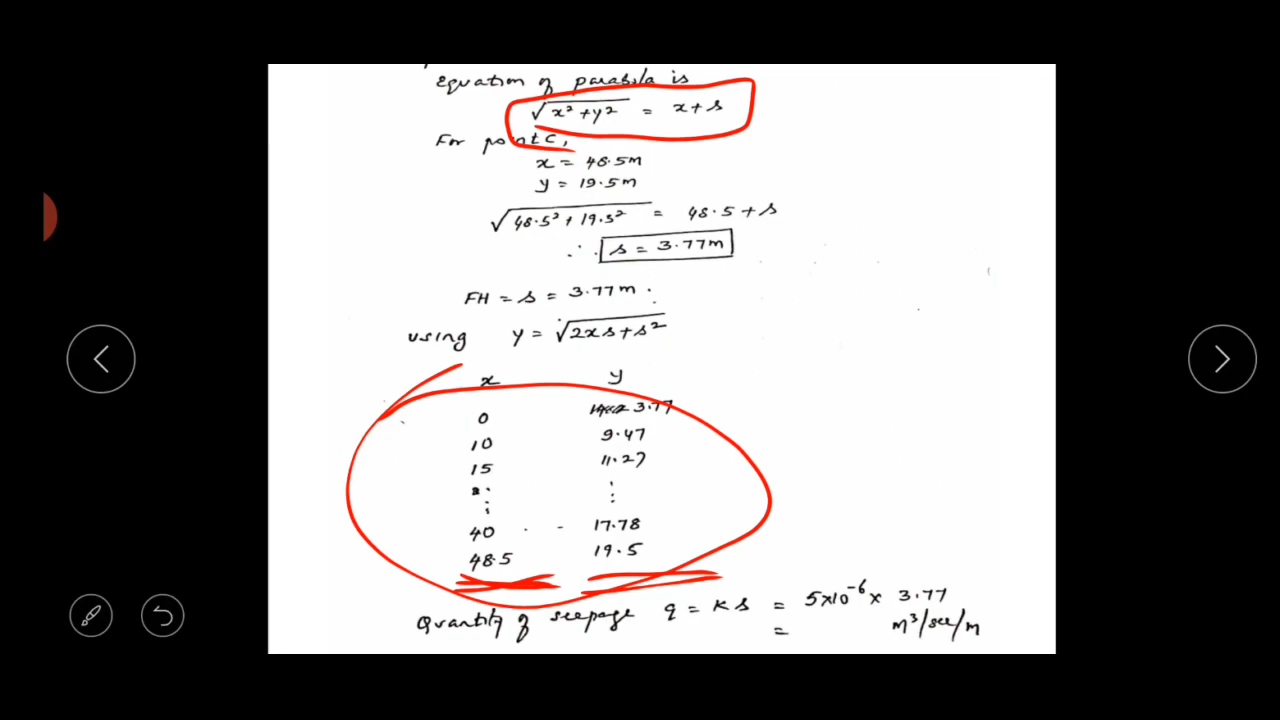 Equation of parabola is
√x²+y² = x+s
For point C,
x = 48.5m
y = 19.5m
√48.5²+19.5² = 48.5+s
∴ s = 3.77m
FH = s = 3.77m.
using y = √2xs+s²
x y
0 3.77
10 9.47
15 11.27
⋮ ⋮
40 - 17.78
48.5 19.5
Quantity of seepage q = ks = 5×10⁻⁶ × 3.77
= m³/sec/m